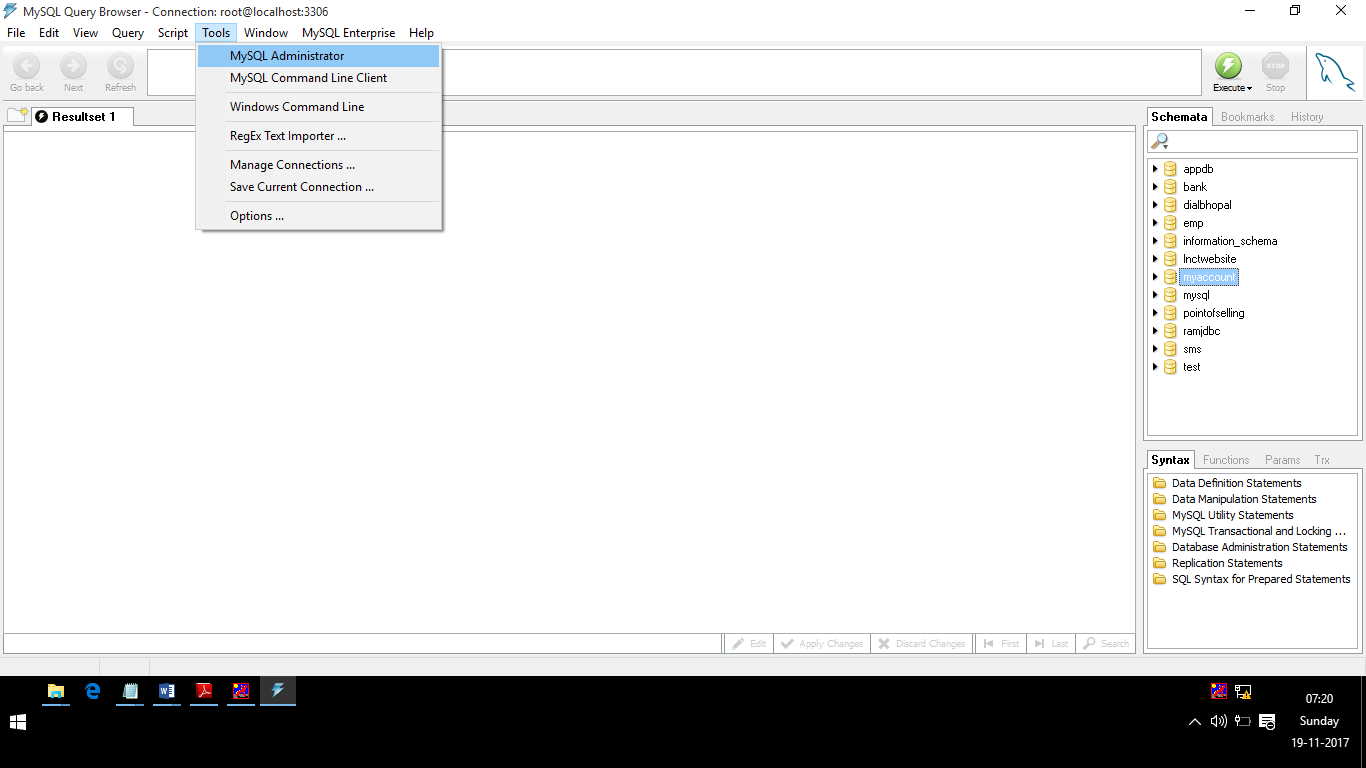 MySQL Query Browser - Connection: root@localhost:3306
File Edit View Query Script Tools Window MySQL Enterprise Help
Go back Next Refresh
Execute Stop
MySQL Administrator
MySQL Command Line Client
Windows Command Line
RegEx Text Importer ...
Manage Connections ...
Save Current Connection ...
Options ...
Resultset 1
Schemata Bookmarks History
appdb
bank
dialbhopal
emp
information_schema
lnctwebsite
myaccount
mysql
pointofselling
ramjdbc
sms
test
Syntax Functions Params Trx
Data Definition Statements
Data Manipulation Statements
MySQL Utility Statements
MySQL Transactional and Locking ...
Database Administration Statements
Replication Statements
SQL Syntax for Prepared Statements
Edit Apply Changes Discard Changes First Last Search
07:20
Sunday
19-11-2017